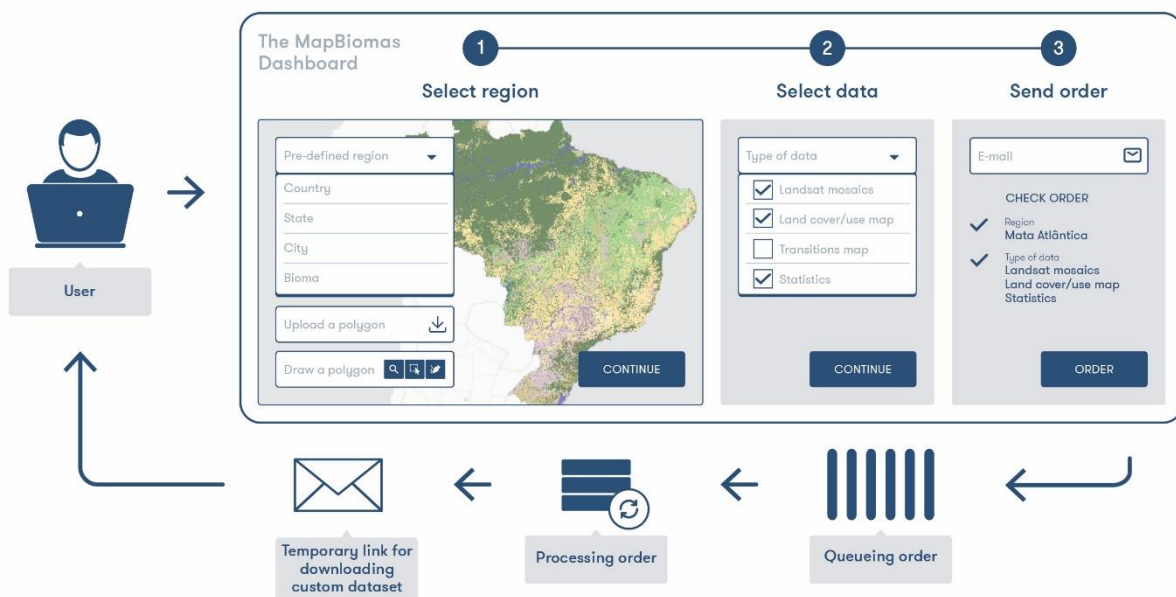 The MapBiomas
Dashboard
1
2
3
Select region
Select data
Send order
Pre-defined region
Country
State
City
Bioma
Upload a polygon
Draw a polygon
CONTINUE
Type of data
Landsat mosaics
Land cover/use map
Transitions map
Statistics
CONTINUE
E-mail
CHECK ORDER
Region
Mata Atlântica
Type of data
Landsat mosaics
Land cover/use map
Statistics
ORDER
User
Temporary link for
downloading
custom dataset
Processing order
Queueing order